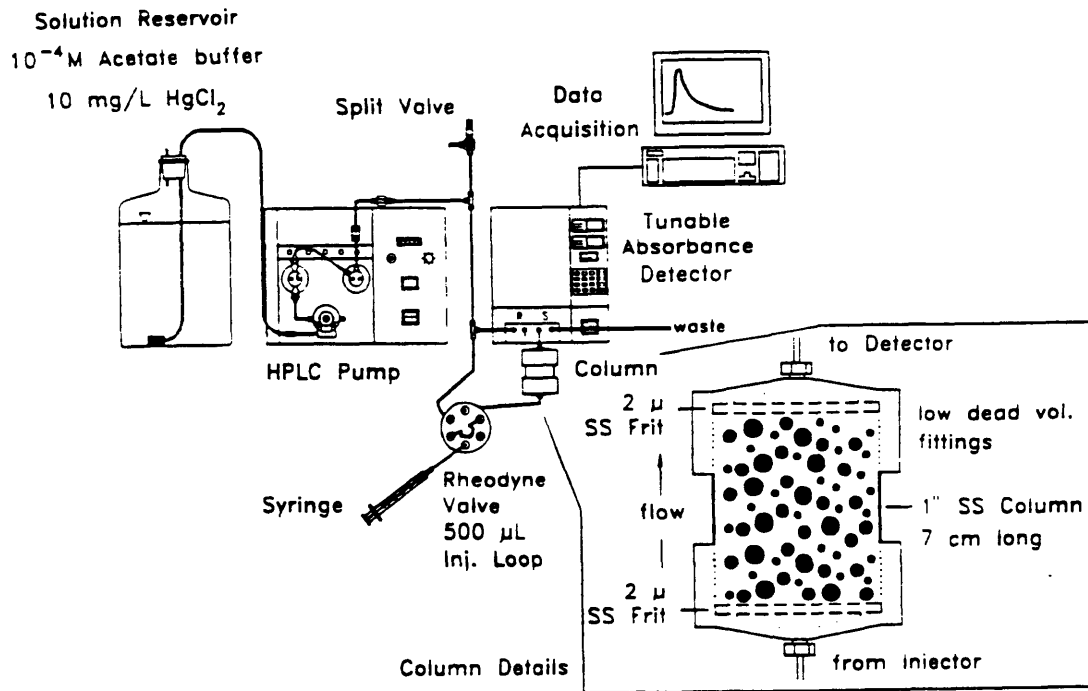 Solution Reservoir
10⁻⁴M Acetate buffer
10 mg/L HgCl₂
Split Valve
Data
Acquisition
Tunable
Absorbance
Detector
R S
waste
HPLC Pump
Column
to Detector
2 μ
SS Frit
low dead vol.
fittings
Syringe
Rheodyne
Valve
500 μL
Inj. Loop
flow
1" SS Column
7 cm long
2 μ
SS Frit
Column Details
from Injector